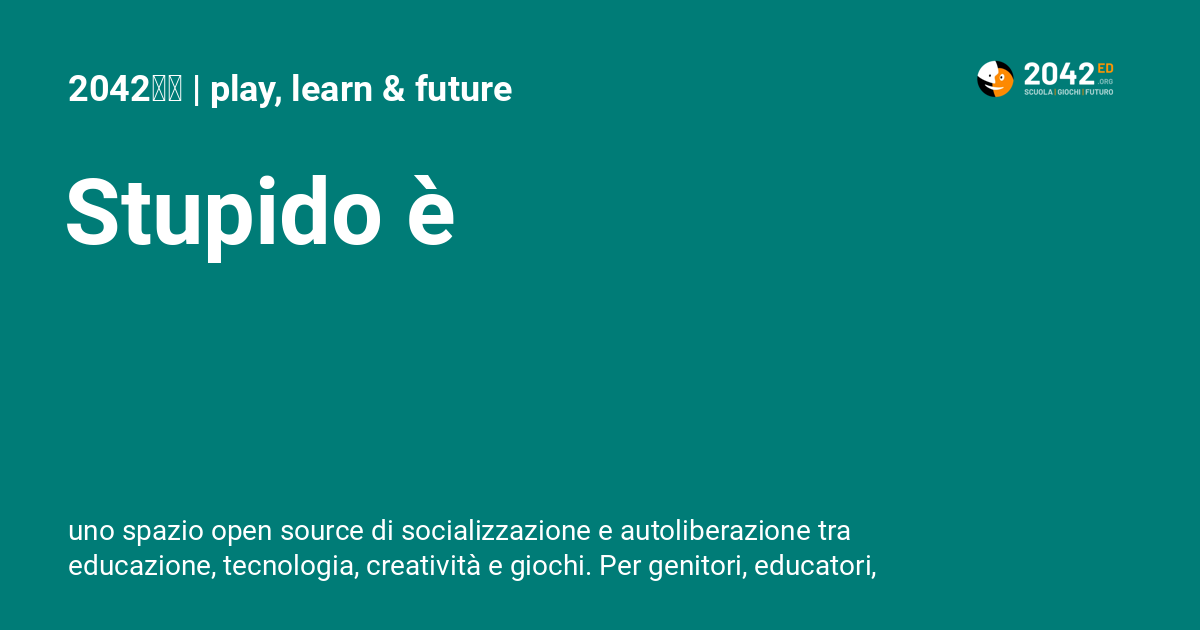 2042 | play, learn & future
2042 ED
.ORG
SCUOLA | GIOCHI | FUTURO
Stupido è
uno spazio open source di socializzazione e autoliberazione tra
educazione, tecnologia, creatività e giochi. Per genitori, educatori,